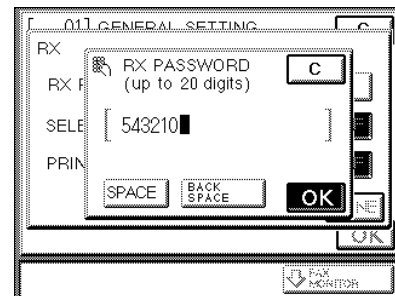 01] GENERAL SETTING
C
RX
RX PASSWORD
C
(up to 20 digits)
RX
SELE
543210
PRIN
SPACE
BACK SPACE
OK
NE
OK
FAX MONITOR